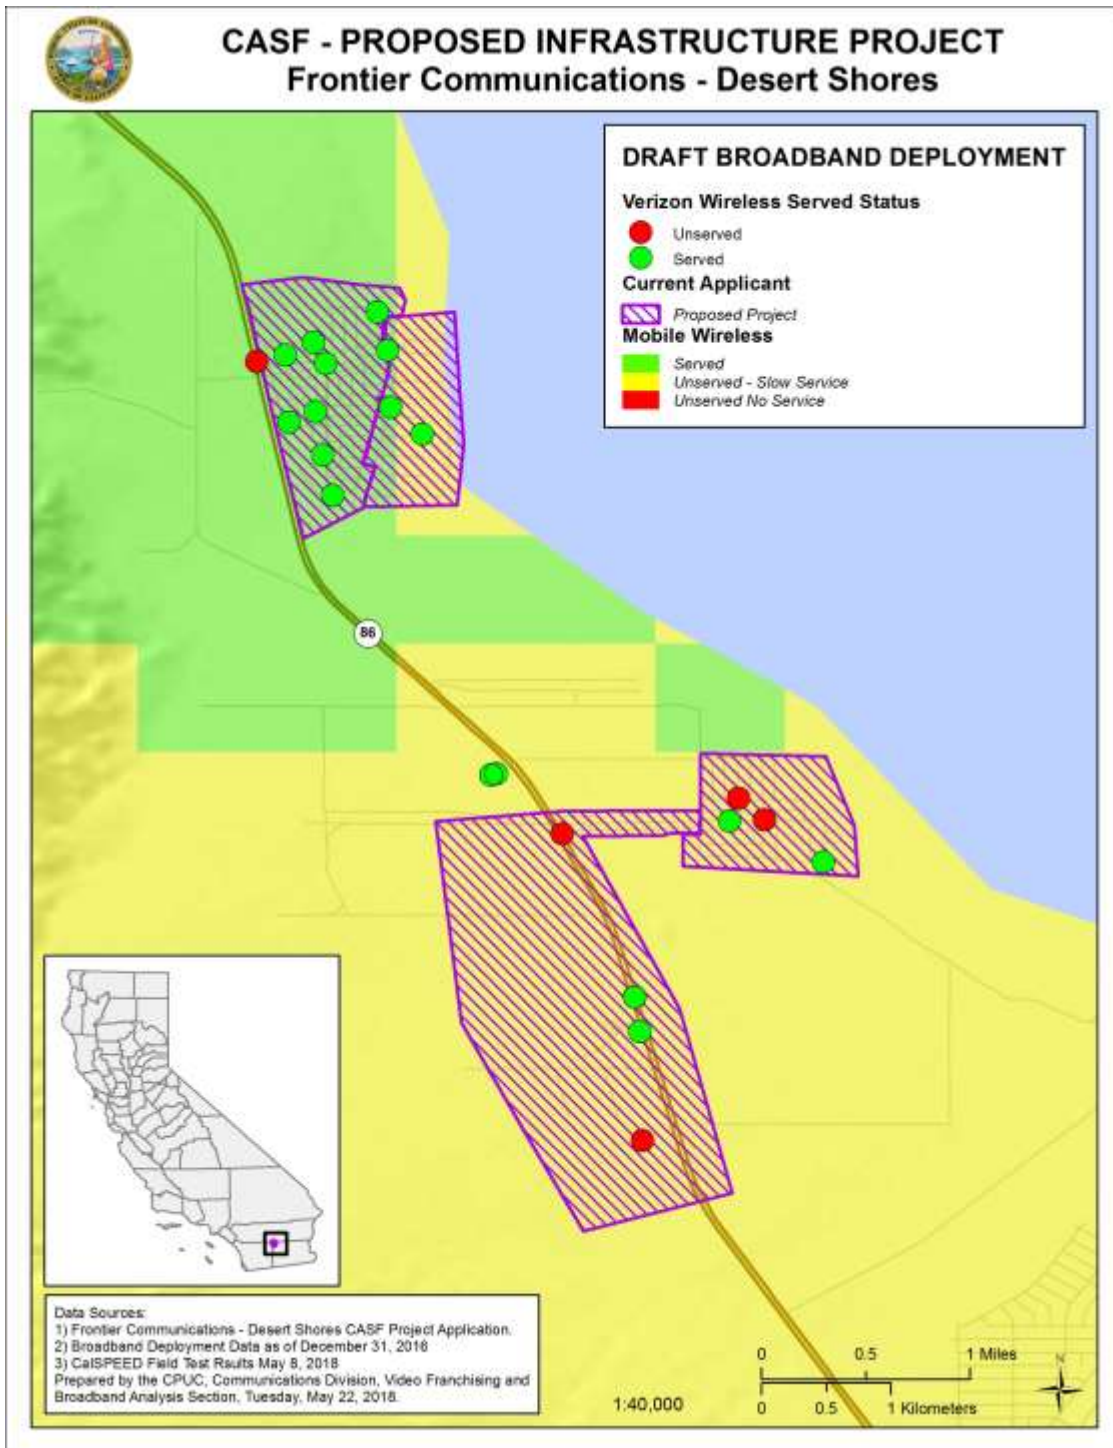 CASF - PROPOSED INFRASTRUCTURE PROJECT
Frontier Communications - Desert Shores
DRAFT BROADBAND DEPLOYMENT
Verizon Wireless Served Status
Unserved
Served
Current Applicant
Proposed Project
Mobile Wireless
Served
Unserved - Slow Service
Unserved No Service
86
Data Sources:
1) Frontier Communications - Desert Shores CASF Project Application.
2) Broadband Deployment Data as of December 31, 2016
3) CalSPEED Field Test Rsults May 8, 2018
Prepared by the CPUC, Communications Division, Video Franchising and
Broadband Analysis Section, Tuesday, May 22, 2018.
1:40,000
0 0.5 1 Miles
0 0.5 1 Kilometers
N